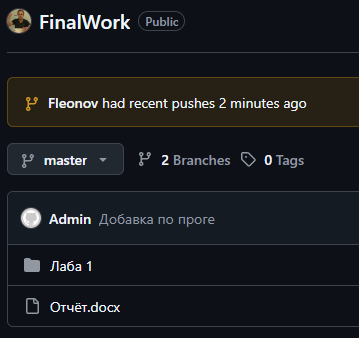 FinalWork Public
Fleonov had recent pushes 2 minutes ago
master 2 Branches 0 Tags
Admin Добавка по проге
Лаба 1
Отчёт.docx